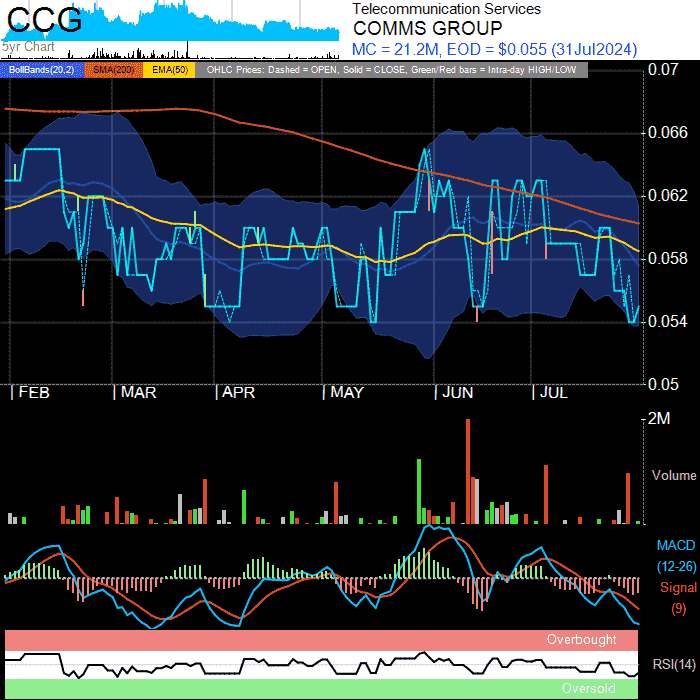 CCG
5yr Chart
Telecommunication Services
COMMS GROUP
MC = 21.2M, EOD = $0.055 (31Jul2024)
BollBands(20,2) SMA(200) EMA(50) OHLC Prices: Dashed = OPEN, Solid = CLOSE, Green/Red bars = Intra-day HIGH/LOW
0.07
0.066
0.062
0.058
0.054
0.05
| FEB | MAR | APR | MAY | JUN | JUL
2M
Volume
MACD
(12-26)
Signal
(9)
Overbought
RSI(14)
Oversold